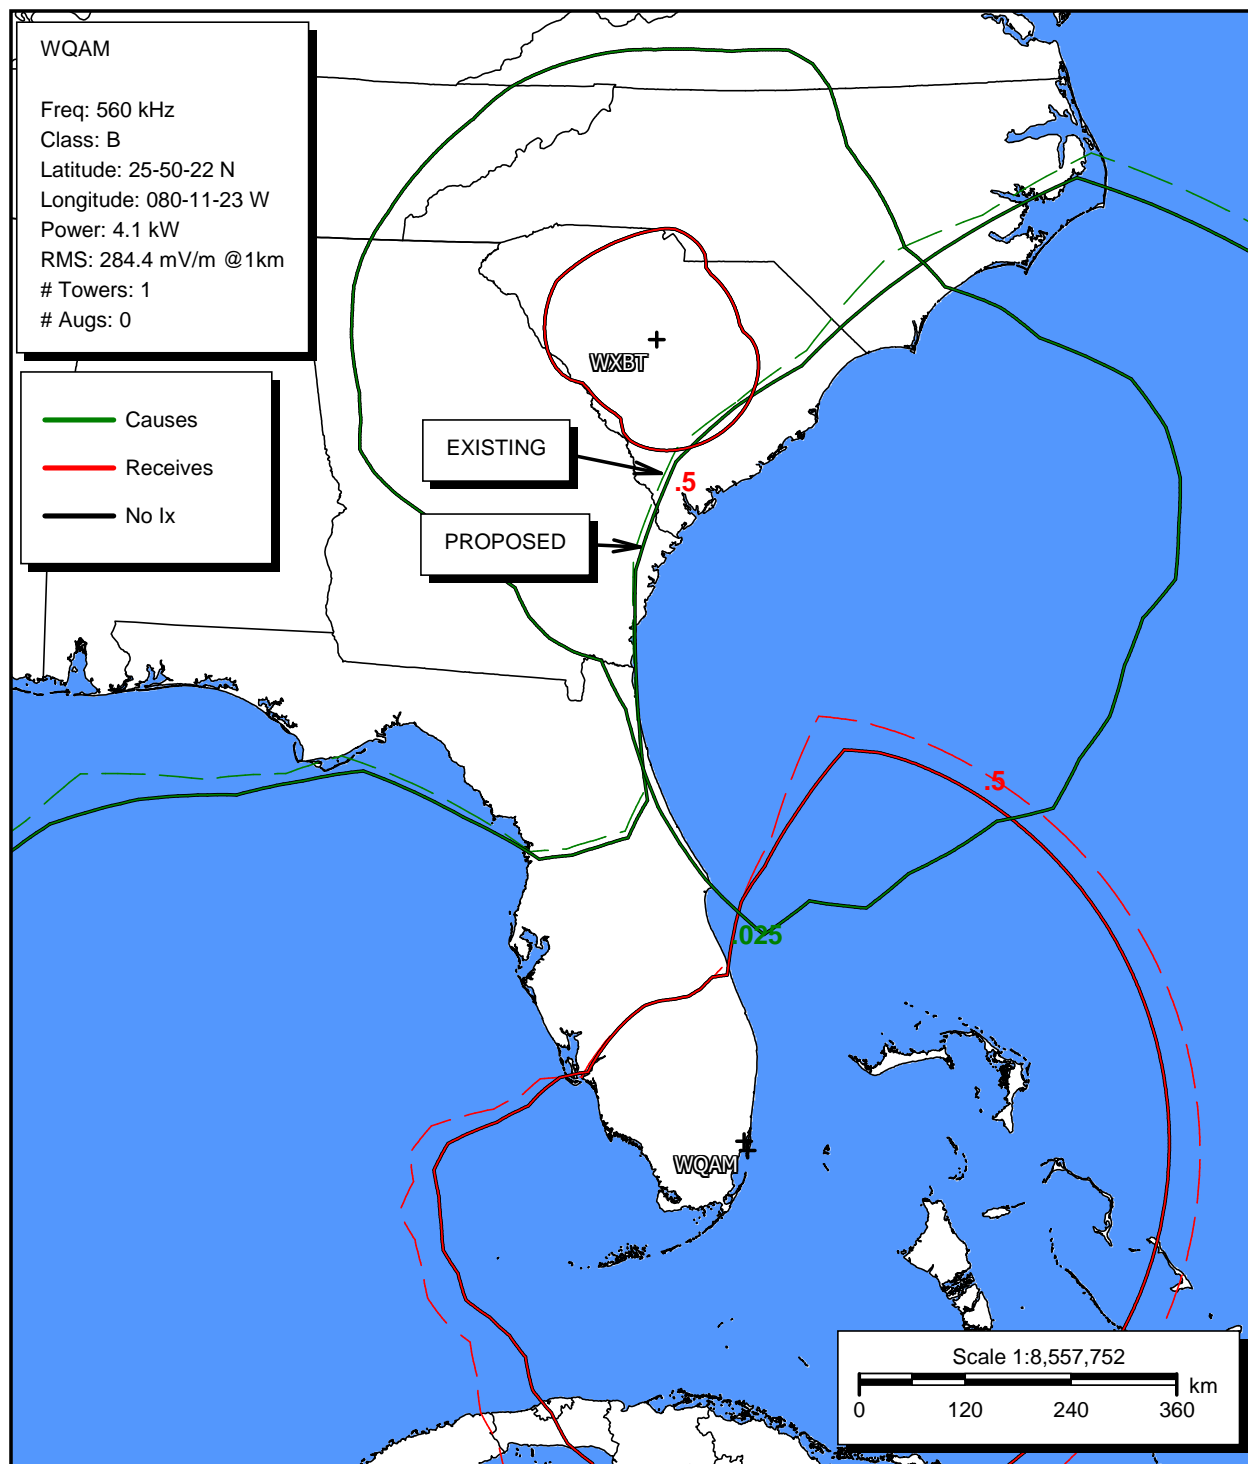 WQAM
Freq: 560 kHz
Class: B
Latitude: 25-50-22 N
Longitude: 080-11-23 W
Power: 4.1 kW
RMS: 284.4 mV/m @1km
# Towers: 1
# Augs: 0
Causes
Receives
No Ix
WXBT
EXISTING
.5
PROPOSED
.5
.025
WQAM
Scale 1:8,557,752
km
0 120 240 360